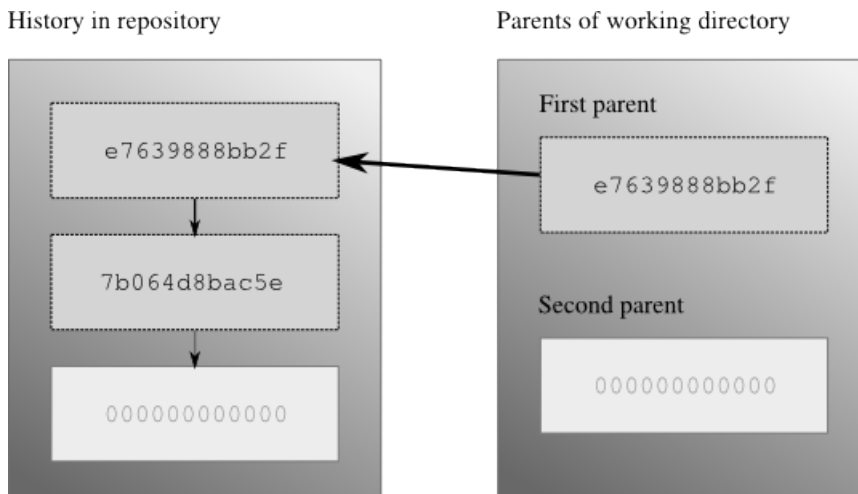 History in repository
e7639888bb2f
7b064d8bac5e
000000000000
Parents of working directory
First parent
e7639888bb2f
Second parent
000000000000